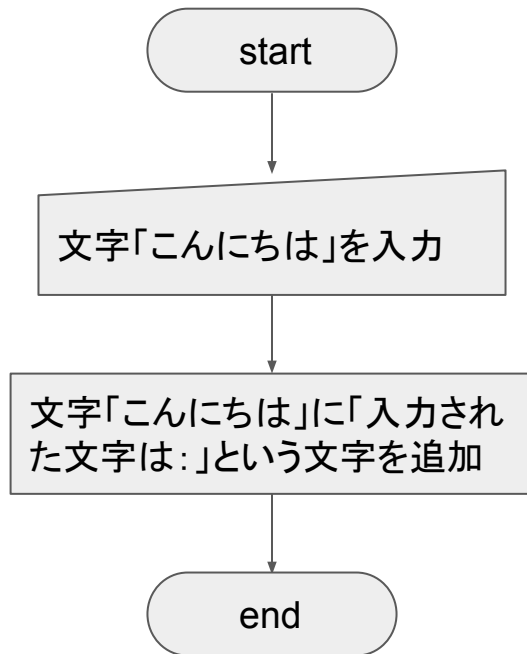 start
文字「こんにちは」を入力
文字「こんにちは」に「入力され
た文字は：」という文字を追加
end